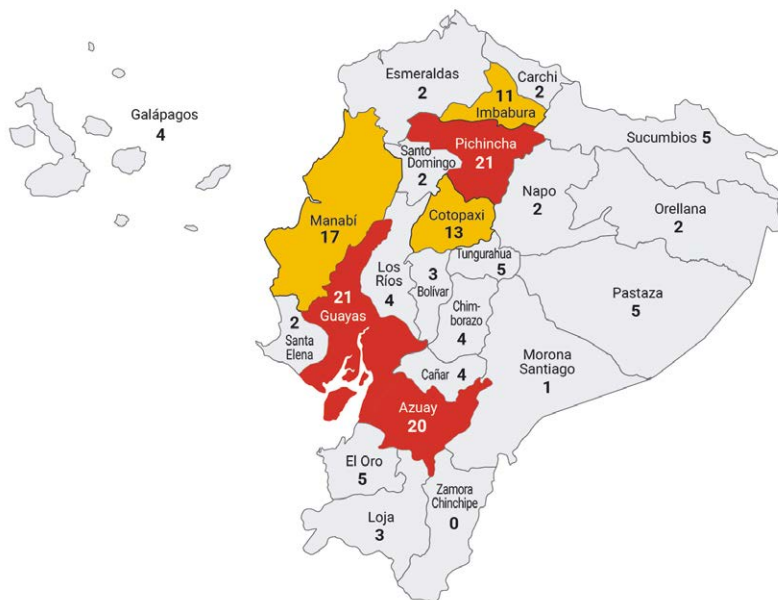 Esmeraldas
2
Carchi
2
11
Imbabura
Galápagos
4
Sucumbios 5
Pichincha
21
Santo
Domingo
2
Napo
2
Orellana
2
Manabí
17
Cotopaxi
13
Tungurahua
5
Los
Ríos
4
3
Bolívar
21
Guayas
Pastaza
5
Chim-
borazo
4
2
Santa
Elena
Morona
Santiago
1
Cañar 4
Azuay
20
El Oro
5
Zamora
Chinchipe
0
Loja
3